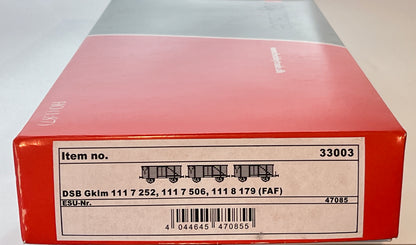 Item no. 33003
DSB Gklm 111 7 252, 111 7 506, 111 8 179 (FAF)
ESU-Nr. 47085
4 044645 470855